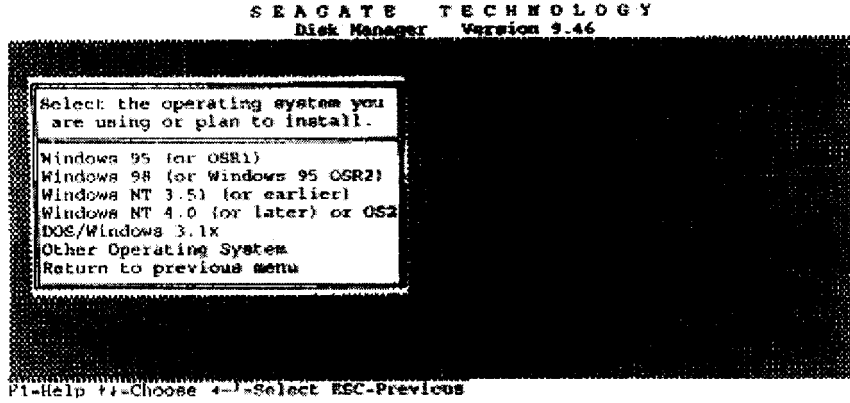 SEAGATE TECHNOLOGY
Disk Manager Version 9.46
Select the operating system you
are using or plan to install.
Windows 95 (or OSR1)
Windows 98 (or Windows 95 OSR2)
Windows NT 3.51 (or earlier)
Windows NT 4.0 (or later) or OS2
DOS/Windows 3.1x
Other Operating System
Return to previous menu
F1-Help ↑↓-Choose ←┘-Select ESC-Previous